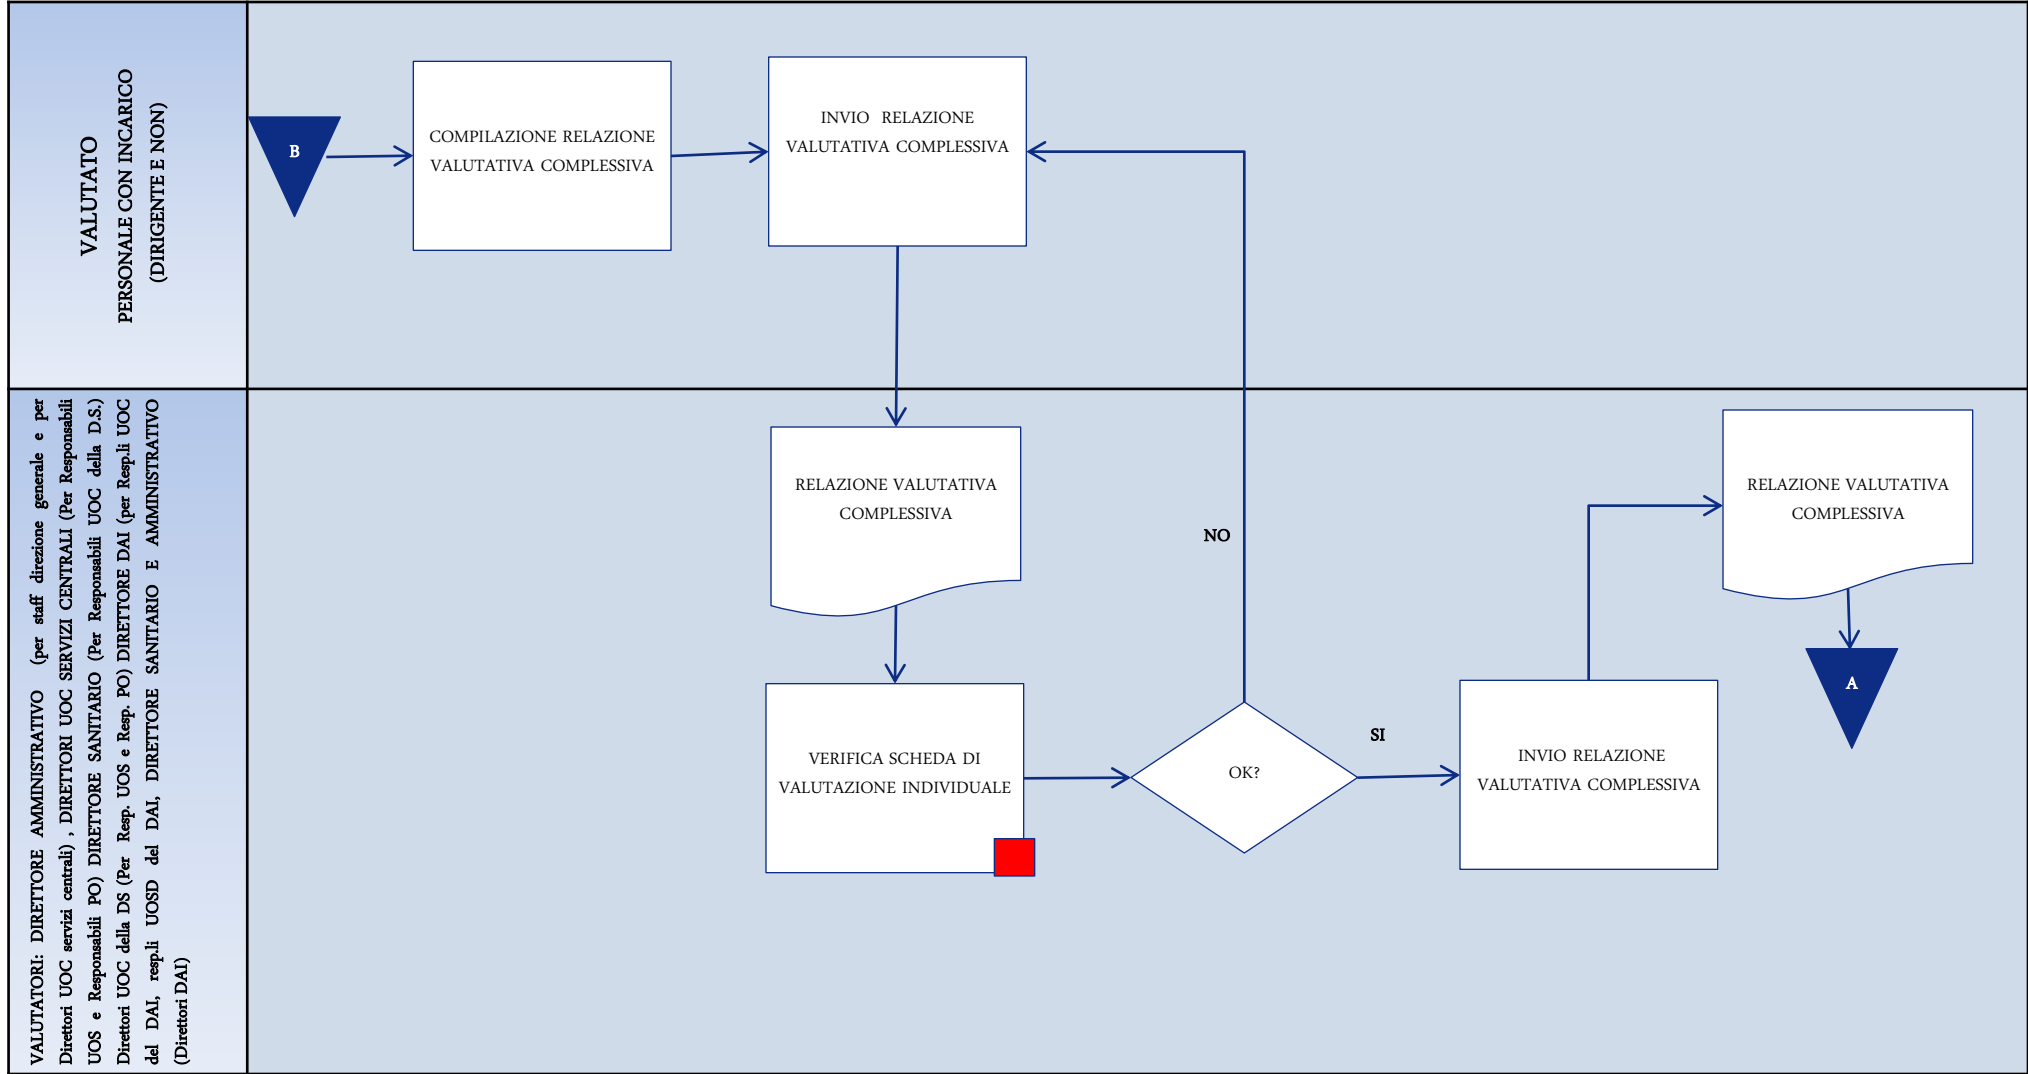 VALUTATO
PERSONALE CON INCARICO
(DIRIGENTE E NON)
B
COMPILAZIONE RELAZIONE
VALUTATIVA COMPLESSIVA
INVIO RELAZIONE
VALUTATIVA COMPLESSIVA
VALUTATORI: DIRETTORE AMMINISTRATIVO (per staff direzione generale e per
Direttori UOC servizi centrali) , DIRETTORI UOC SERVIZI CENTRALI (Per Responsabili
UOS e Responsabili PO) DIRETTORE SANITARIO (Per Responsabili UOC della D.S.)
Direttori UOC della DS (Per Resp. UOS e Resp. PO) DIRETTORE DAI (per Resp.li UOC
del DAI, resp.li UOSD del DAI, DIRETTORE SANITARIO E AMMINISTRATIVO
(Direttori DAI)
RELAZIONE VALUTATIVA
COMPLESSIVA
NO
RELAZIONE VALUTATIVA
COMPLESSIVA
VERIFICA SCHEDA DI
VALUTAZIONE INDIVIDUALE
OK?
SI
INVIO RELAZIONE
VALUTATIVA COMPLESSIVA
A